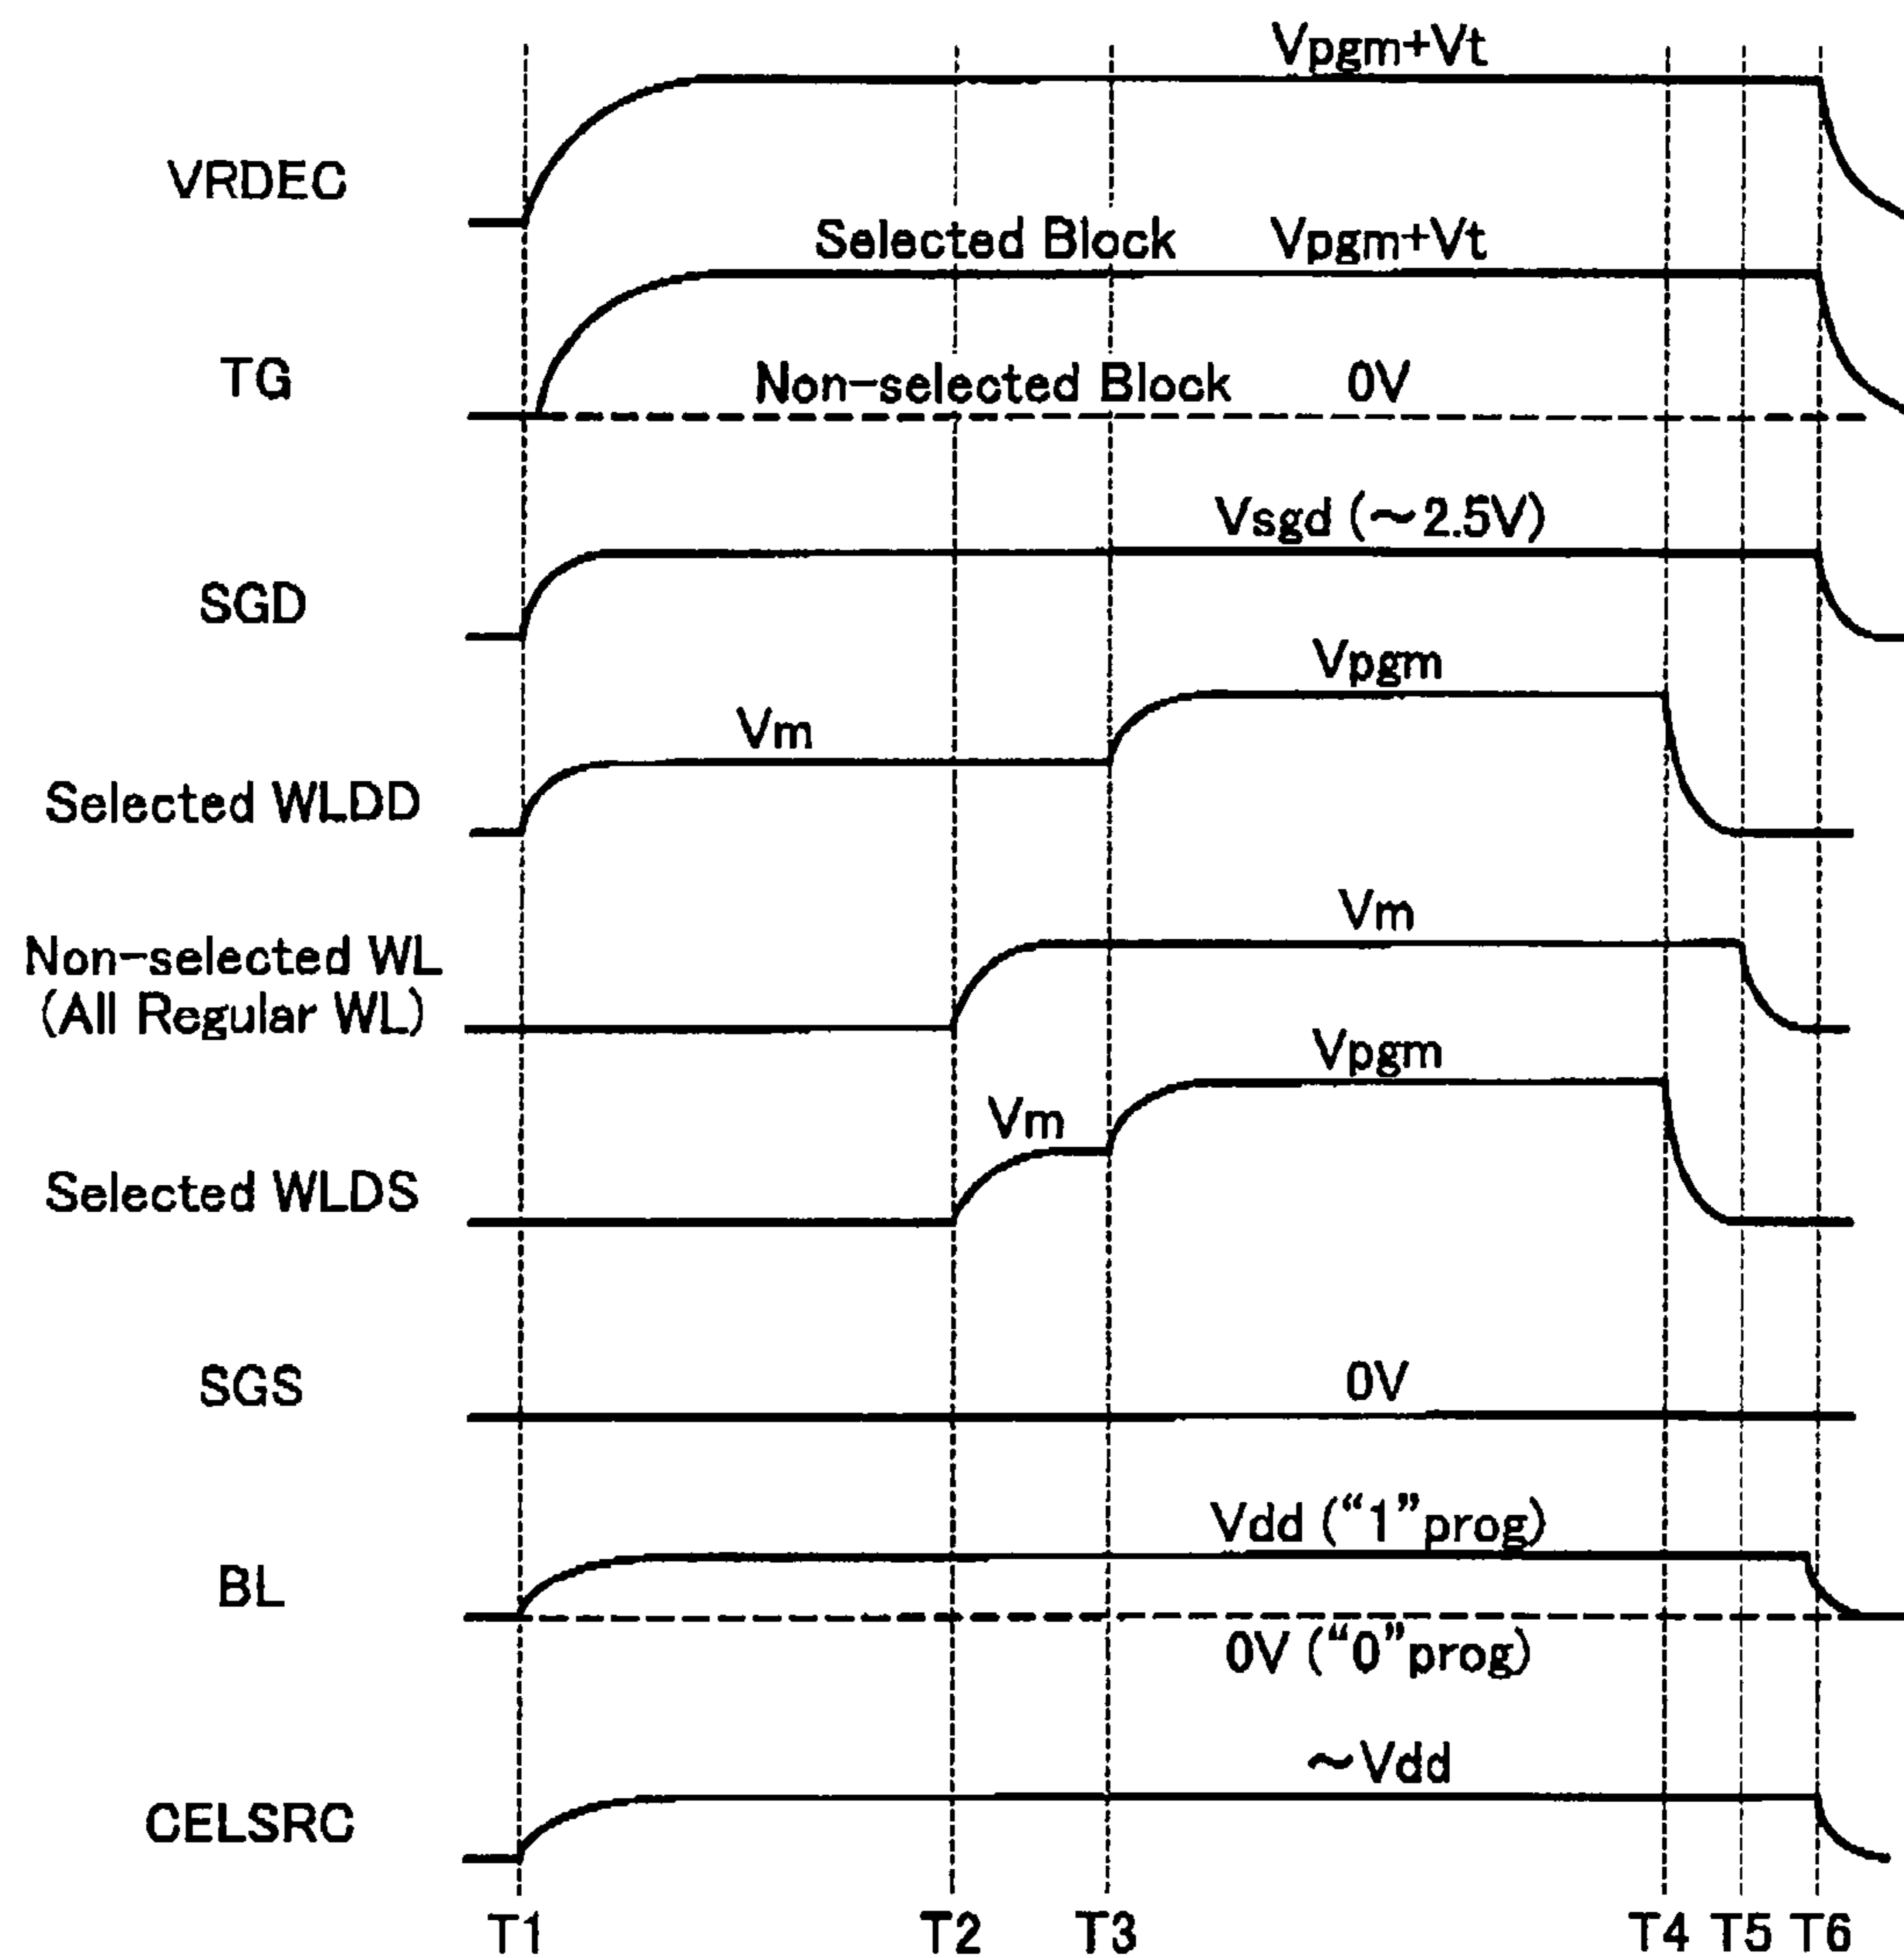 Vpgm+Vt
VRDEC
Selected Block Vpgm+Vt
TG
Non-selected Block 0V
Vsgd (～2.5V)
SGD
Vpgm
Vm
Selected WLDD
Vm
Non-selected WL
(All Regular WL)
Vpgm
Vm
Selected WLDS
0V
SGS
Vdd (“1”prog)
BL
0V (“0”prog)
～Vdd
CELSRC
T1 T2 T3 T4 T5 T6